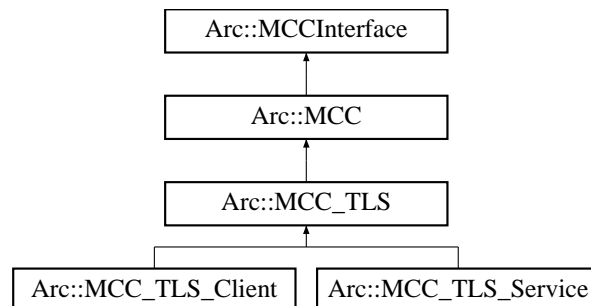 Arc::MCCInterface
Arc::MCC
Arc::MCC_TLS
Arc::MCC_TLS_Client
Arc::MCC_TLS_Service